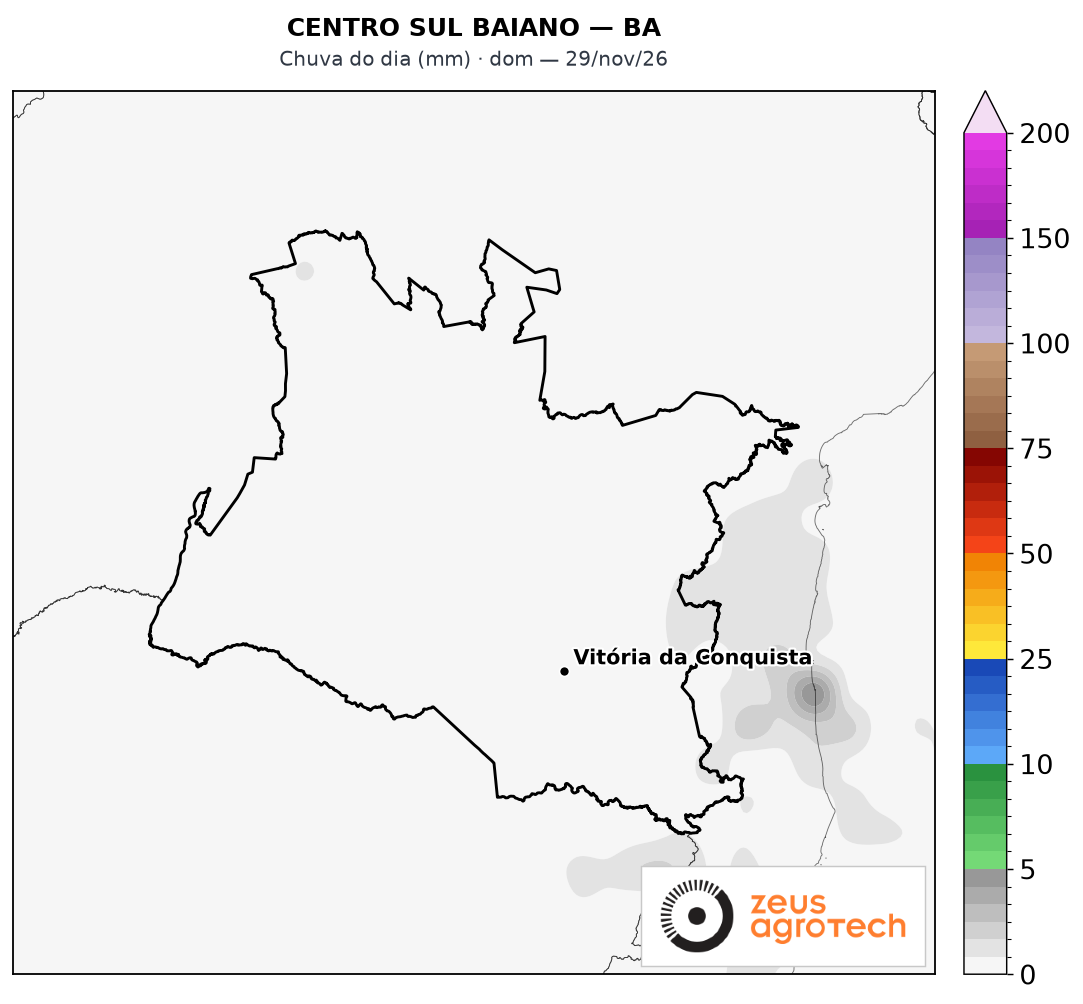 CENTRO SUL BAIANO — BA
Chuva do dia (mm) · dom — 29/nov/26
200
150
100
75
50
25
10
5
0
Vitória da Conquista
zeus
agrotech